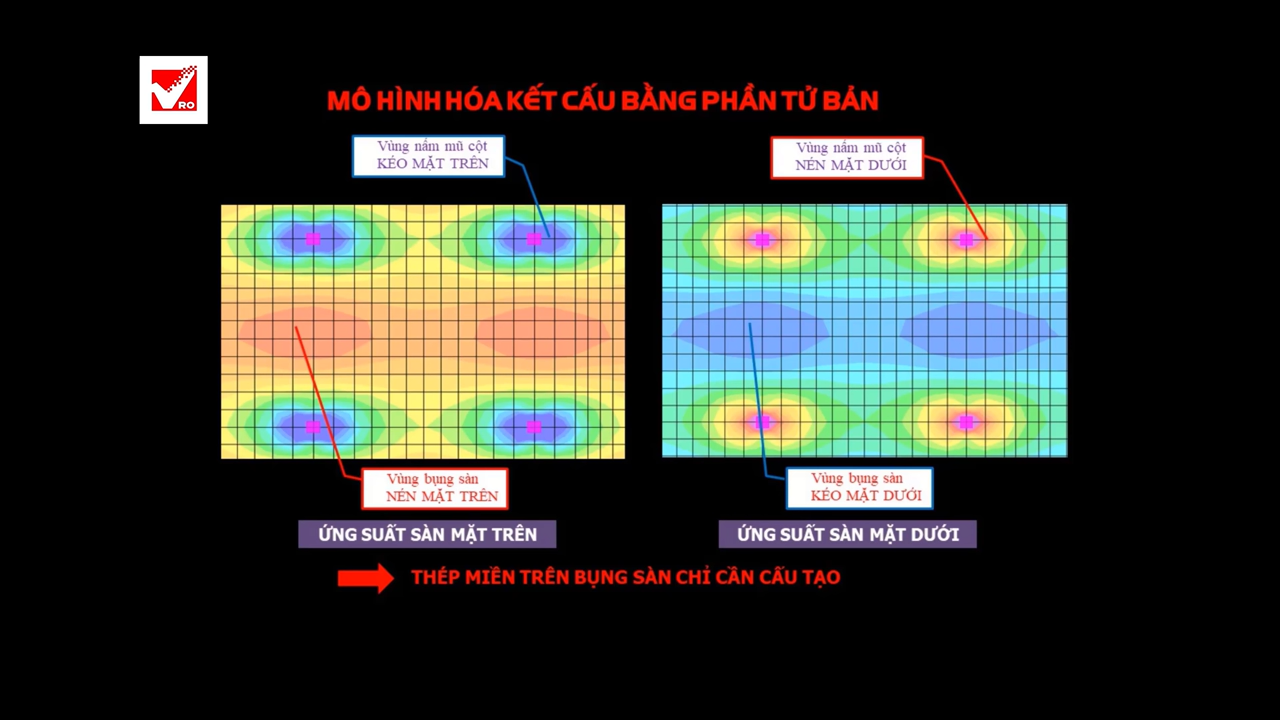 RO
MÔ HÌNH HÓA KẾT CẤU BẰNG PHẦN TỬ BẢN
Vùng nấm mũ cột
KÉO MẶT TRÊN
Vùng nấm mũ cột
NÉN MẶT DƯỚI
Vùng bụng sàn
NÉN MẶT TRÊN
Vùng bụng sàn
KÉO MẶT DƯỚI
ỨNG SUẤT SÀN MẶT TRÊN
ỨNG SUẤT SÀN MẶT DƯỚI
THÉP MIỀN TRÊN BỤNG SÀN CHỈ CẦN CẤU TẠO